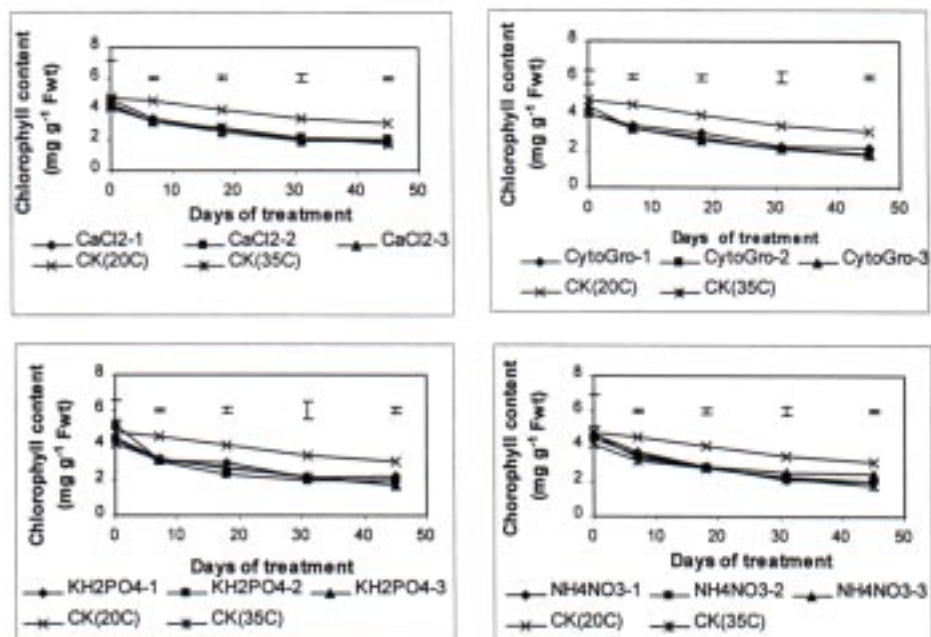 Chlorophyll content
(mg g⁻¹ Fwt)
8
6
4
2
0
0 10 20 30 40 50
Days of treatment
CaCl2-1 CaCl2-2 CaCl2-3
CK(20C) CK(35C)
Chlorophyll content
(mg g⁻¹ Fwt)
8
6
4
2
0
0 10 20 30 40 50
Days of treatment
CytoGro-1 CytoGro-2 CytoGro-3
CK(20C) CK(35C)
Chlorophyll content
(mg g⁻¹ Fwt)
8
6
4
2
0
0 10 20 30 40 50
Days of treatment
KH2PO4-1 KH2PO4-2 KH2PO4-3
CK(20C) CK(35C)
Chorophyll content
(mg g⁻¹ Fwt)
8
6
4
2
0
0 10 20 30 40 50
Days of treatment
NH4NO3-1 NH4NO3-2 NH4NO3-3
CK(20C) CK(35C)